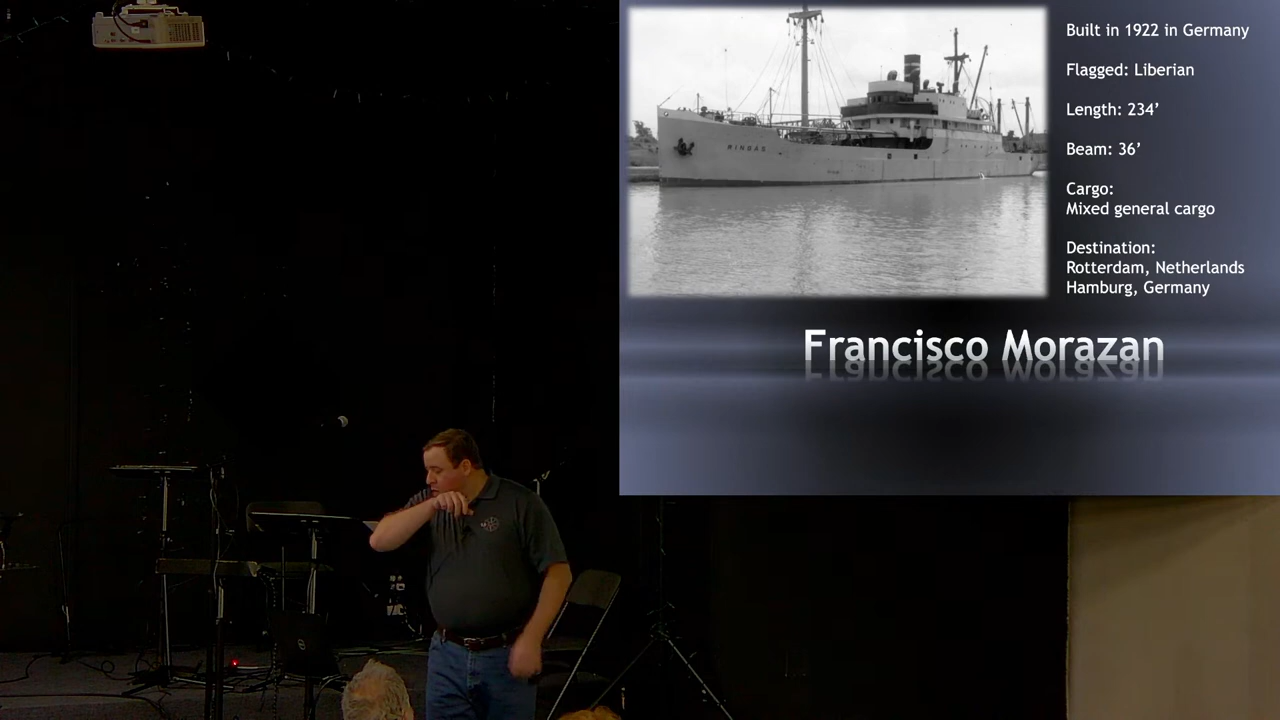 RINGAS
Built in 1922 in Germany
Flagged: Liberian
Length: 234’
Beam: 36’
Cargo:
Mixed general cargo
Destination:
Rotterdam, Netherlands
Hamburg, Germany
Francisco Morazan